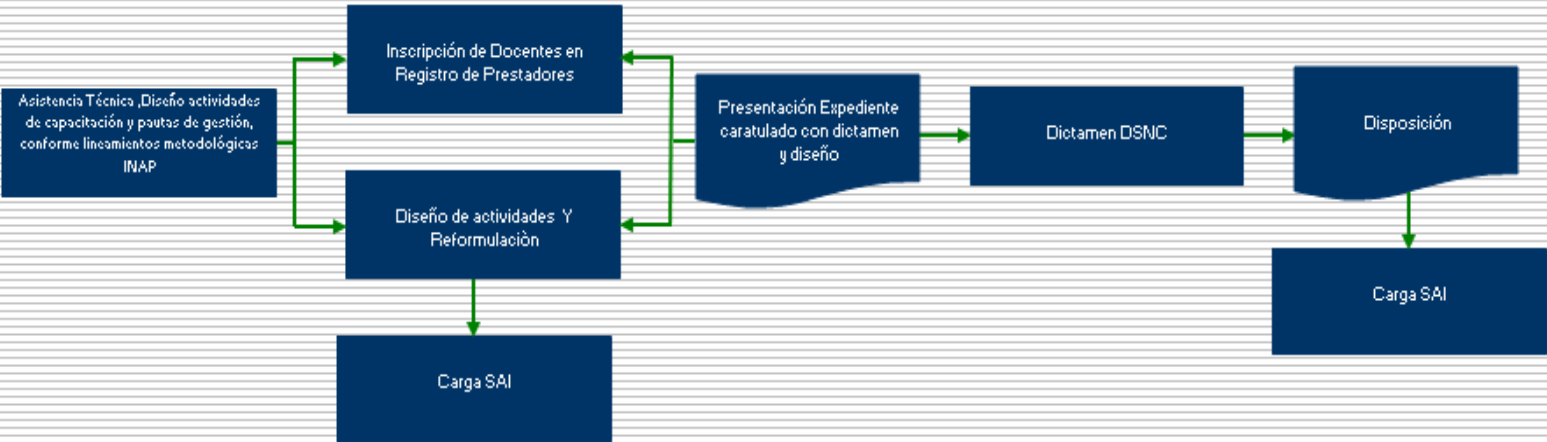 Asistencia Técnica ,Diseño actividades
de capacitación y pautas de gestión,
conforme lineamientos metodológicas
INAP
Inscripción de Docentes en
Registro de Prestadores
Diseño de actividades Y
Reformulaciòn
Carga SAI
Presentación Expediente
caratulado con dictamen
y diseño
Dictamen DSNC
Disposición
Carga SAI